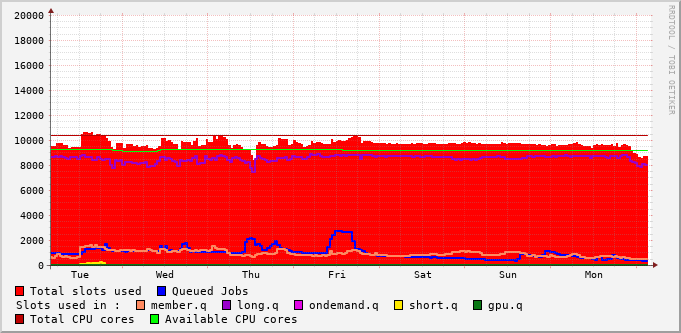 RRDTOOL / TOBI OETIKER
20000
18000
16000
14000
12000
10000
8000
6000
4000
2000
0
Tue Wed Thu Fri Sat Sun Mon
Total slots used Queued Jobs
Slots used in : member.q long.q ondemand.q short.q gpu.q
Total CPU cores Available CPU cores